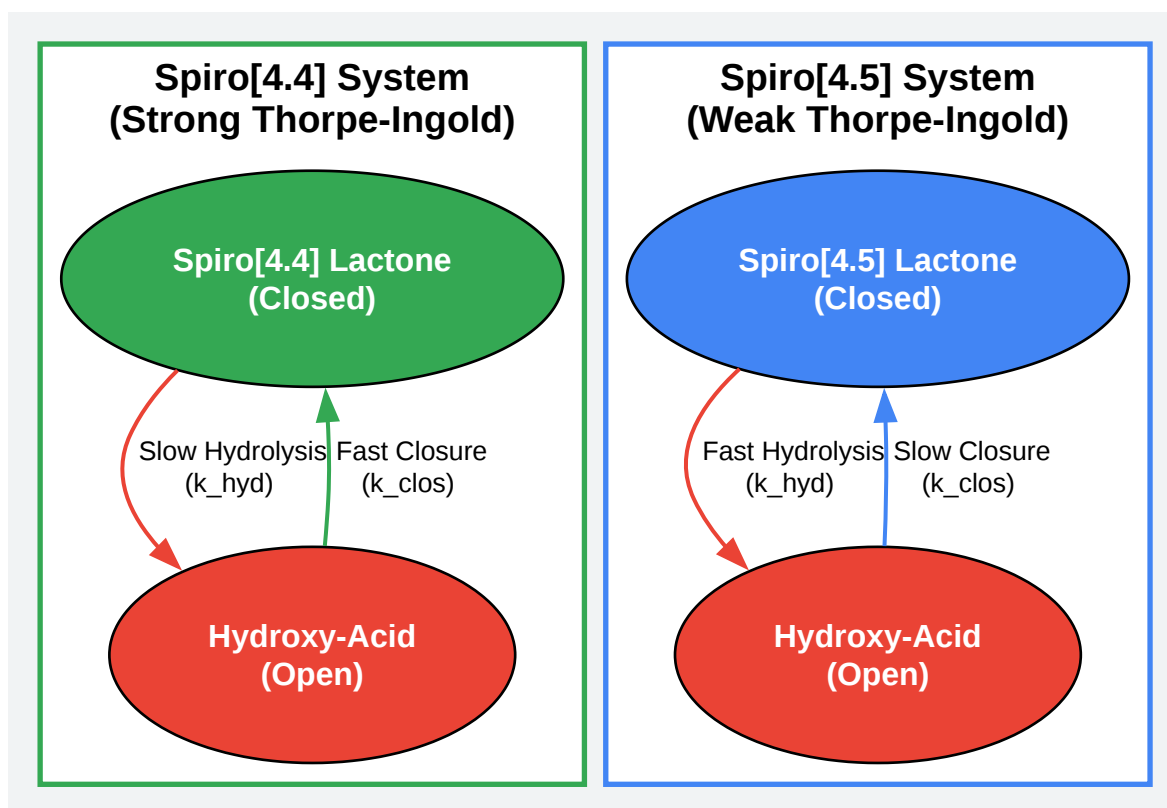 Spiro[4.4] System
(Strong Thorpe-Ingold)
Spiro[4.4] Lactone
(Closed)
Slow Hydrolysis
(k_hyd)
Fast Closure
(k_clos)
Hydroxy-Acid
(Open)
Spiro[4.5] System
(Weak Thorpe-Ingold)
Spiro[4.5] Lactone
(Closed)
Fast Hydrolysis
(k_hyd)
Slow Closure
(k_clos)
Hydroxy-Acid
(Open)